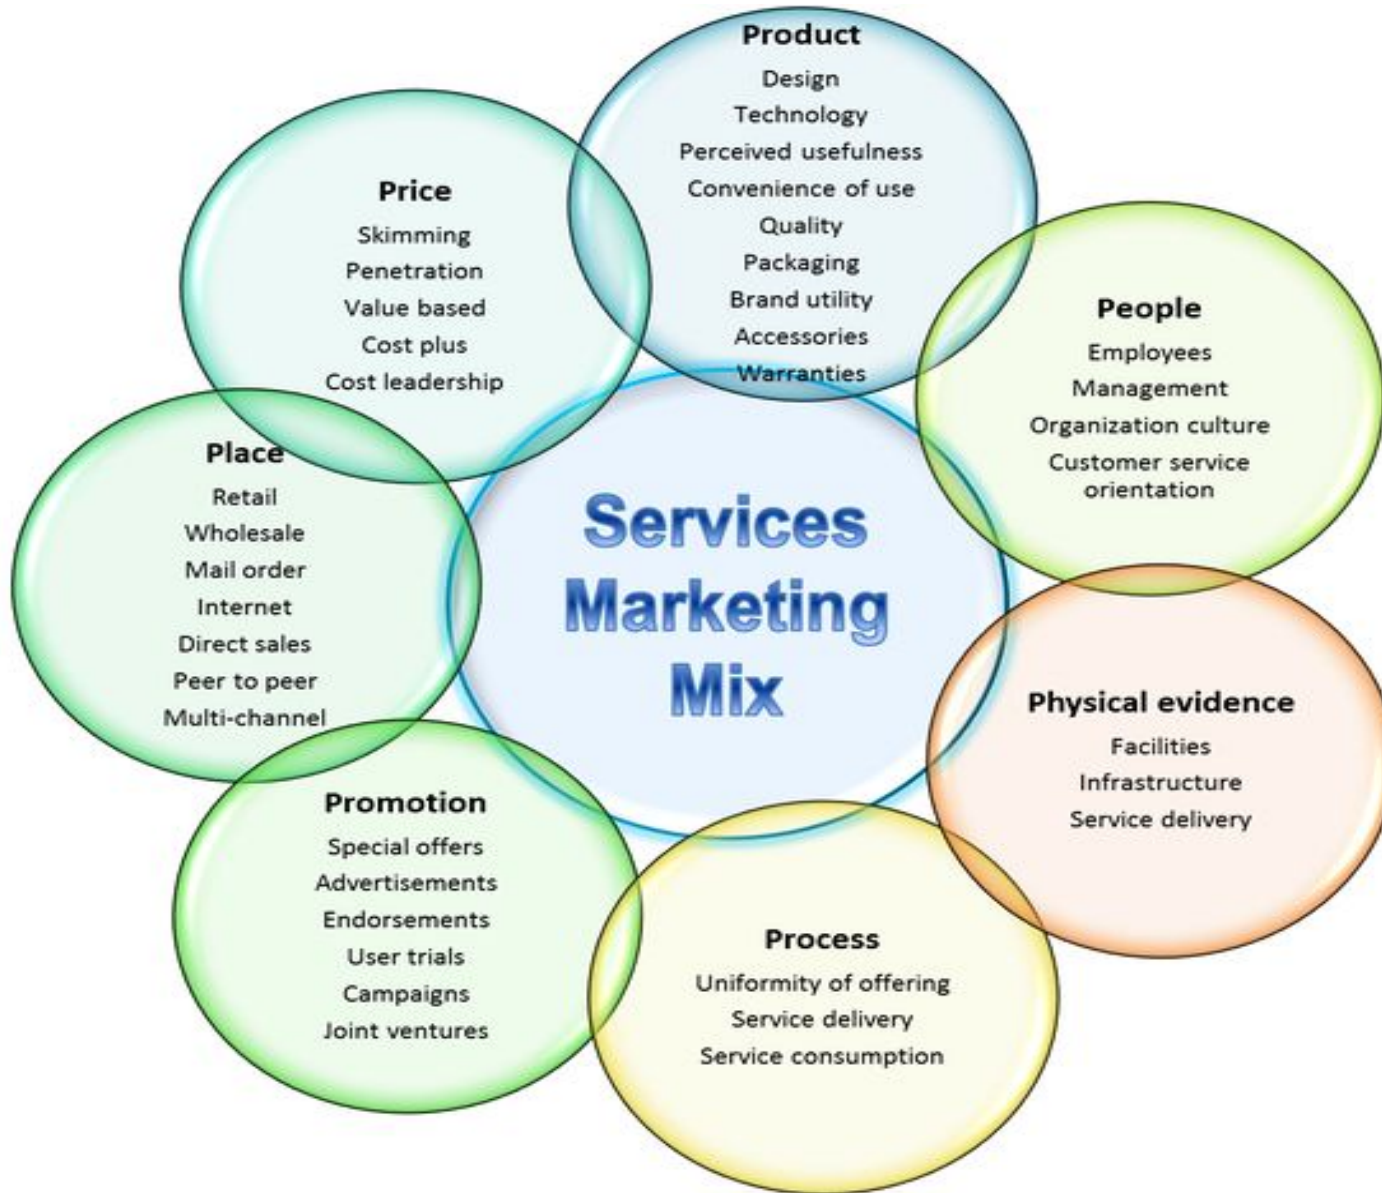 Product
Design
Technology
Perceived usefulness
Convenience of use
Quality
Packaging
Brand utility
Accessories
Warranties
Price
Skimming
Penetration
Value based
Cost plus
Cost leadership
People
Employees
Management
Organization culture
Customer service
orientation
Place
Retail
Wholesale
Mail order
Internet
Direct sales
Peer to peer
Multi-channel
Services
Marketing
Mix
Physical evidence
Facilities
Infrastructure
Service delivery
Promotion
Special offers
Advertisements
Endorsements
User trials
Campaigns
Joint ventures
Process
Uniformity of offering
Service delivery
Service consumption